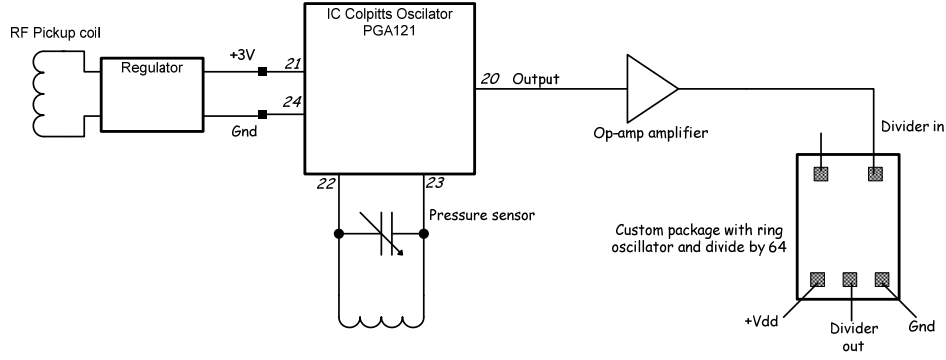 IC Colpitts Oscilator
PGA121
RF Pickup coil
Regulator
+3V
21
20
Output
24
Gnd
Op-amp amplifier
Divider in
22
23
Pressure sensor
Custom package with ring
oscillator and divide by 64
+Vdd
Divider
out
Gnd